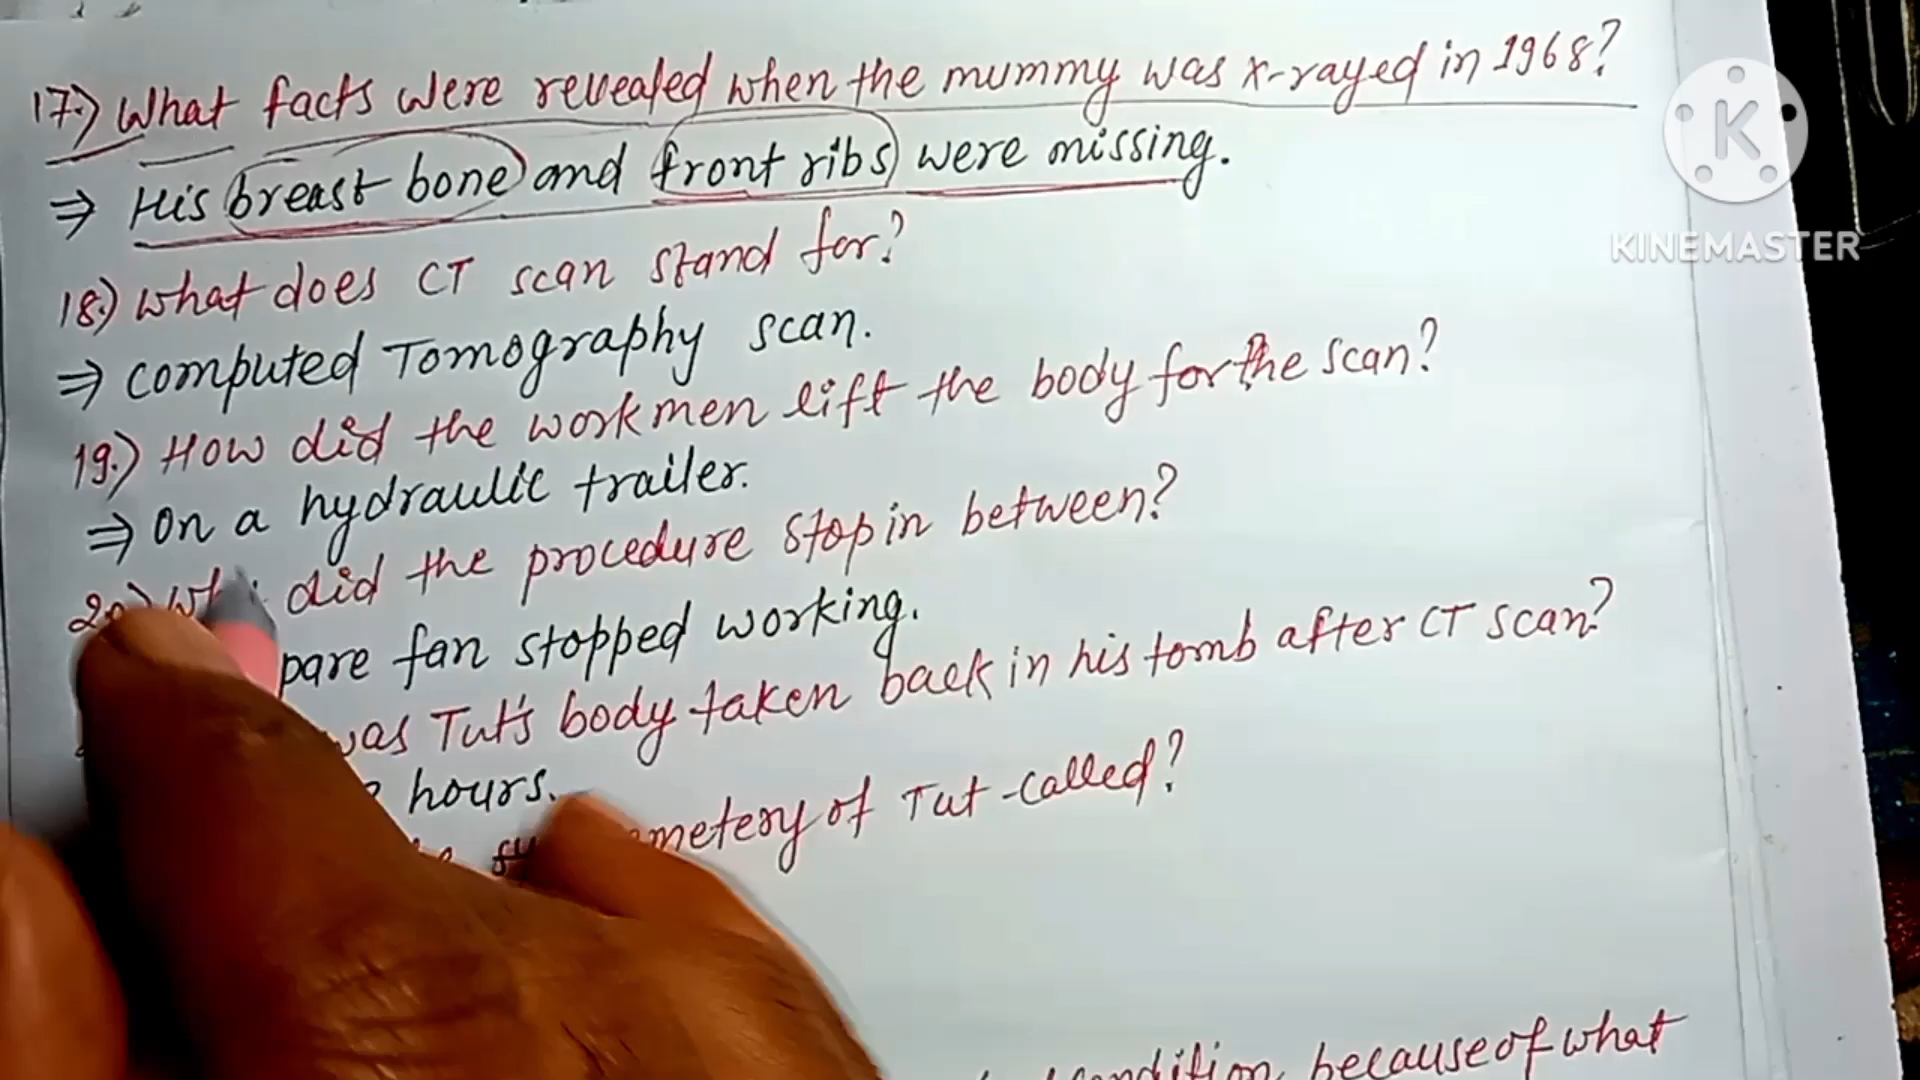 17.) What facts were revealed when the mummy was x-rayed in 1968?
⇒ His breast bone and front ribs were missing.
18.) What does CT scan stand for?
⇒ computed Tomography scan.
19.) How did the workmen lift the body for the scan?
⇒ On a hydraulic trailer.
did the procedure stop in between?
fan stopped working.
Tut's body taken back in his tomb after CT scan?
hours.
of Tut-called?
because of what
K
KINEMASTER